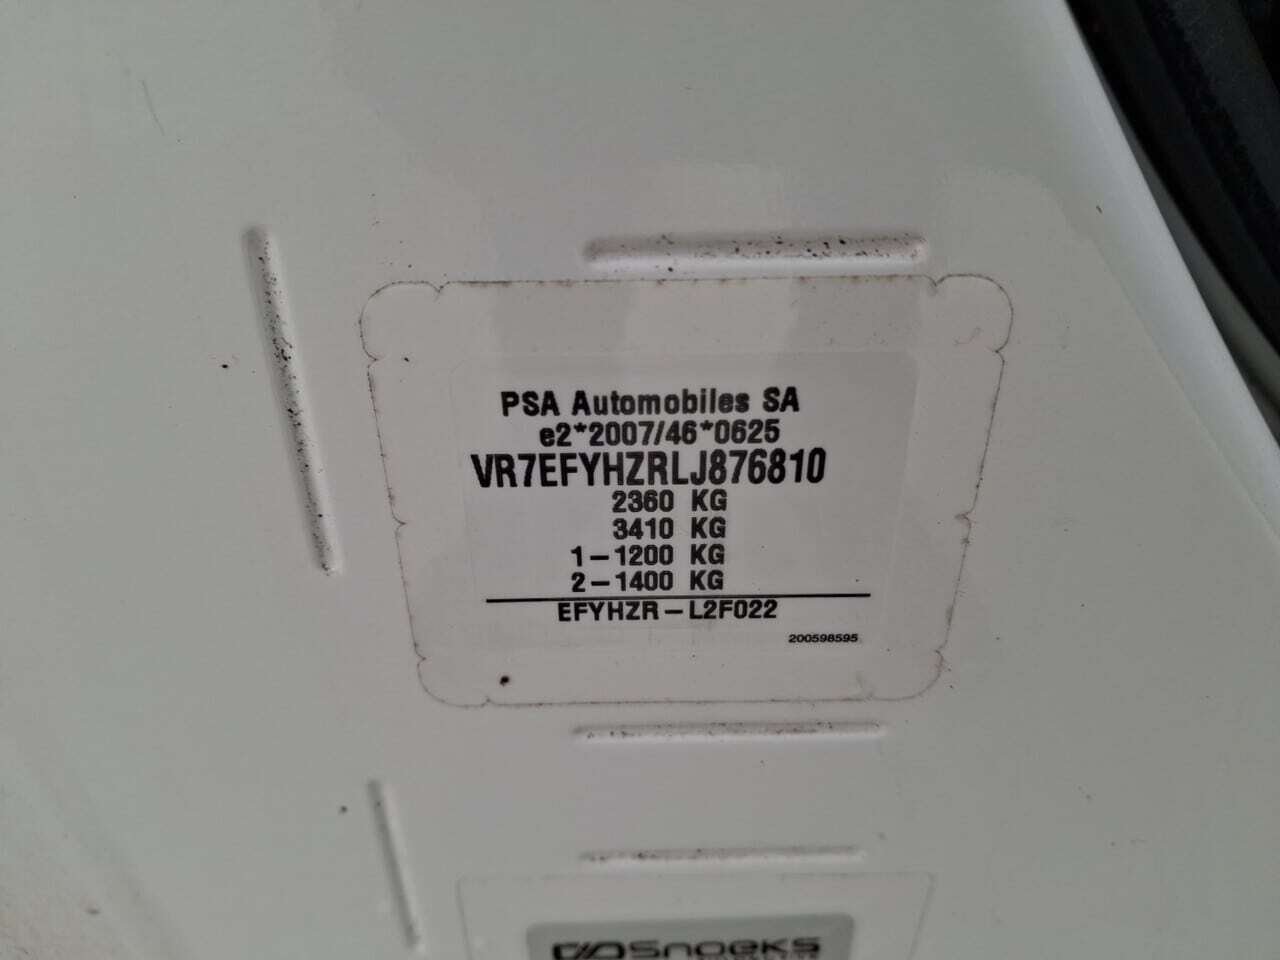 PSA Automobiles SA
e2*2007/46*0625
VR7EFYHZRLJ876810
2360 KG
3410 KG
1-1200 KG
2-1400 KG
EFYHZR-L2F022
200598595
Snoeks